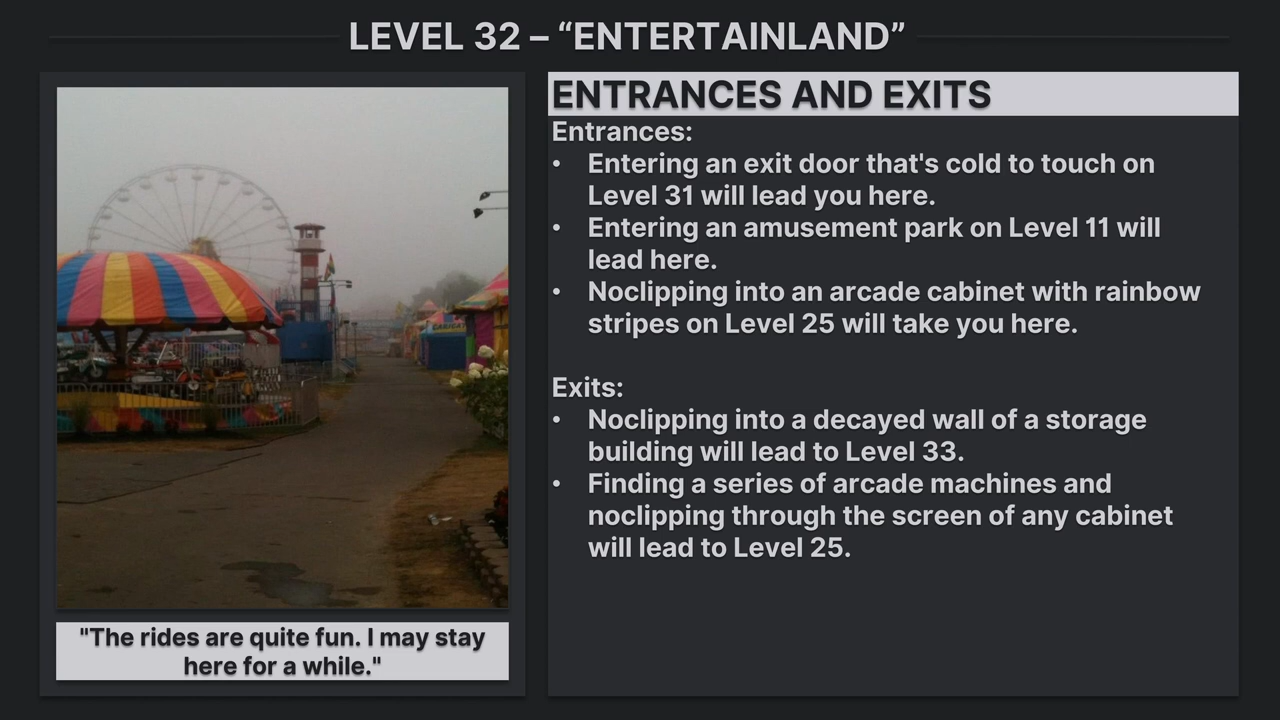 LEVEL 32 – “ENTERTAINLAND”
"The rides are quite fun. I may stay
here for a while."
ENTRANCES AND EXITS
Entrances:
• Entering an exit door that's cold to touch on
Level 31 will lead you here.
• Entering an amusement park on Level 11 will
lead here.
• Noclipping into an arcade cabinet with rainbow
stripes on Level 25 will take you here.
Exits:
• Noclipping into a decayed wall of a storage
building will lead to Level 33.
• Finding a series of arcade machines and
noclipping through the screen of any cabinet
will lead to Level 25.